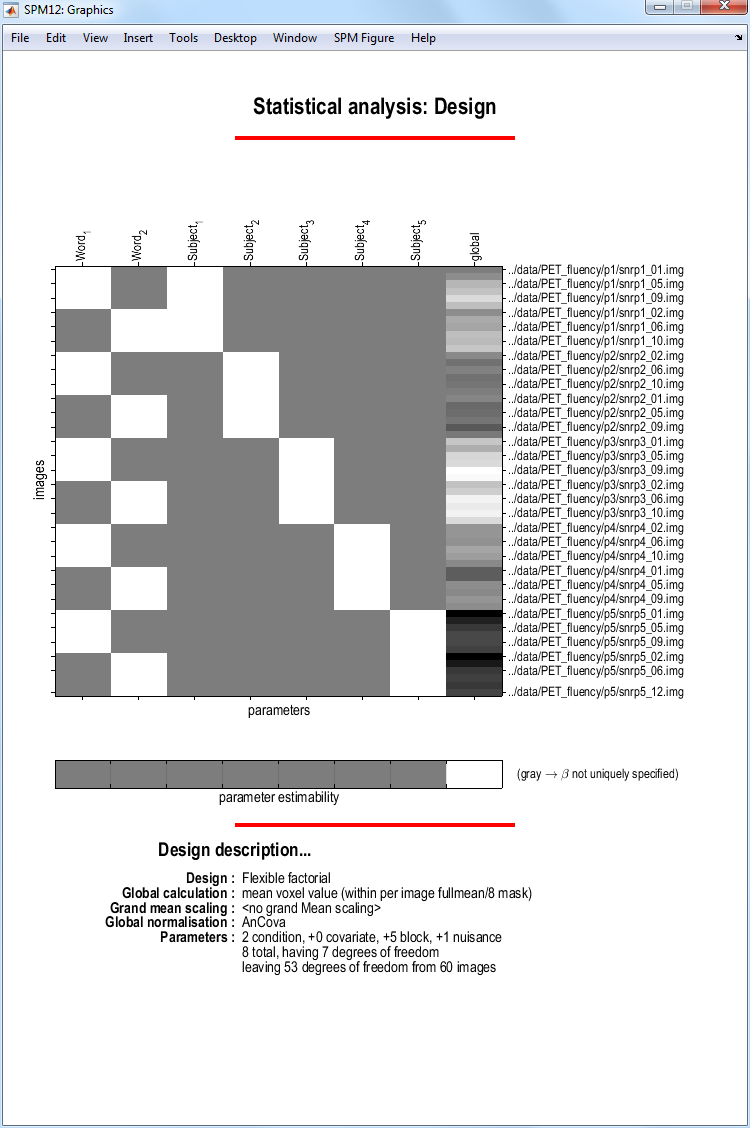 SPM12: Graphics
File Edit View Insert Tools Desktop Window SPM Figure Help
Statistical analysis: Design
Word1 Word2 Subject1 Subject2 Subject3 Subject4 Subject5 global
../data/PET_fluency/p1/snrp1_01.img
../data/PET_fluency/p1/snrp1_05.img
../data/PET_fluency/p1/snrp1_09.img
../data/PET_fluency/p1/snrp1_02.img
../data/PET_fluency/p1/snrp1_06.img
../data/PET_fluency/p1/snrp1_10.img
../data/PET_fluency/p2/snrp2_02.img
../data/PET_fluency/p2/snrp2_06.img
../data/PET_fluency/p2/snrp2_10.img
../data/PET_fluency/p2/snrp2_01.img
../data/PET_fluency/p2/snrp2_05.img
../data/PET_fluency/p2/snrp2_09.img
../data/PET_fluency/p3/snrp3_01.img
../data/PET_fluency/p3/snrp3_05.img
../data/PET_fluency/p3/snrp3_09.img
../data/PET_fluency/p3/snrp3_02.img
../data/PET_fluency/p3/snrp3_06.img
../data/PET_fluency/p3/snrp3_10.img
../data/PET_fluency/p4/snrp4_02.img
../data/PET_fluency/p4/snrp4_06.img
../data/PET_fluency/p4/snrp4_10.img
../data/PET_fluency/p4/snrp4_01.img
../data/PET_fluency/p4/snrp4_05.img
../data/PET_fluency/p4/snrp4_09.img
../data/PET_fluency/p5/snrp5_01.img
../data/PET_fluency/p5/snrp5_05.img
../data/PET_fluency/p5/snrp5_09.img
../data/PET_fluency/p5/snrp5_02.img
../data/PET_fluency/p5/snrp5_06.img
../data/PET_fluency/p5/snrp5_12.img
images
parameters
(gray → β not uniquely specified)
parameter estimability
Design description...
Design : Flexible factorial
Global calculation : mean voxel value (within per image fullmean/8 mask)
Grand mean scaling : <no grand Mean scaling>
Global normalisation : AnCova
Parameters : 2 condition, +0 covariate, +5 block, +1 nuisance
8 total, having 7 degrees of freedom
leaving 53 degrees of freedom from 60 images